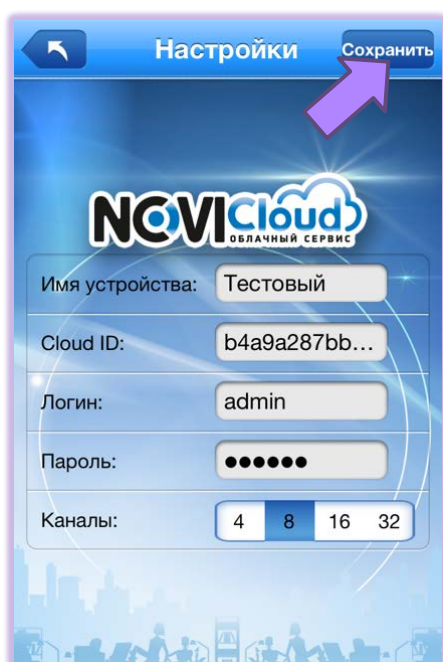 Настройки Сохранить
NOVICloud
ОБЛАЧНЫЙ СЕРВИС
Имя устройства: Тестовый
Cloud ID: b4a9a287bb...
Логин: admin
Пароль: ●●●●●●
Каналы: 4 8 16 32